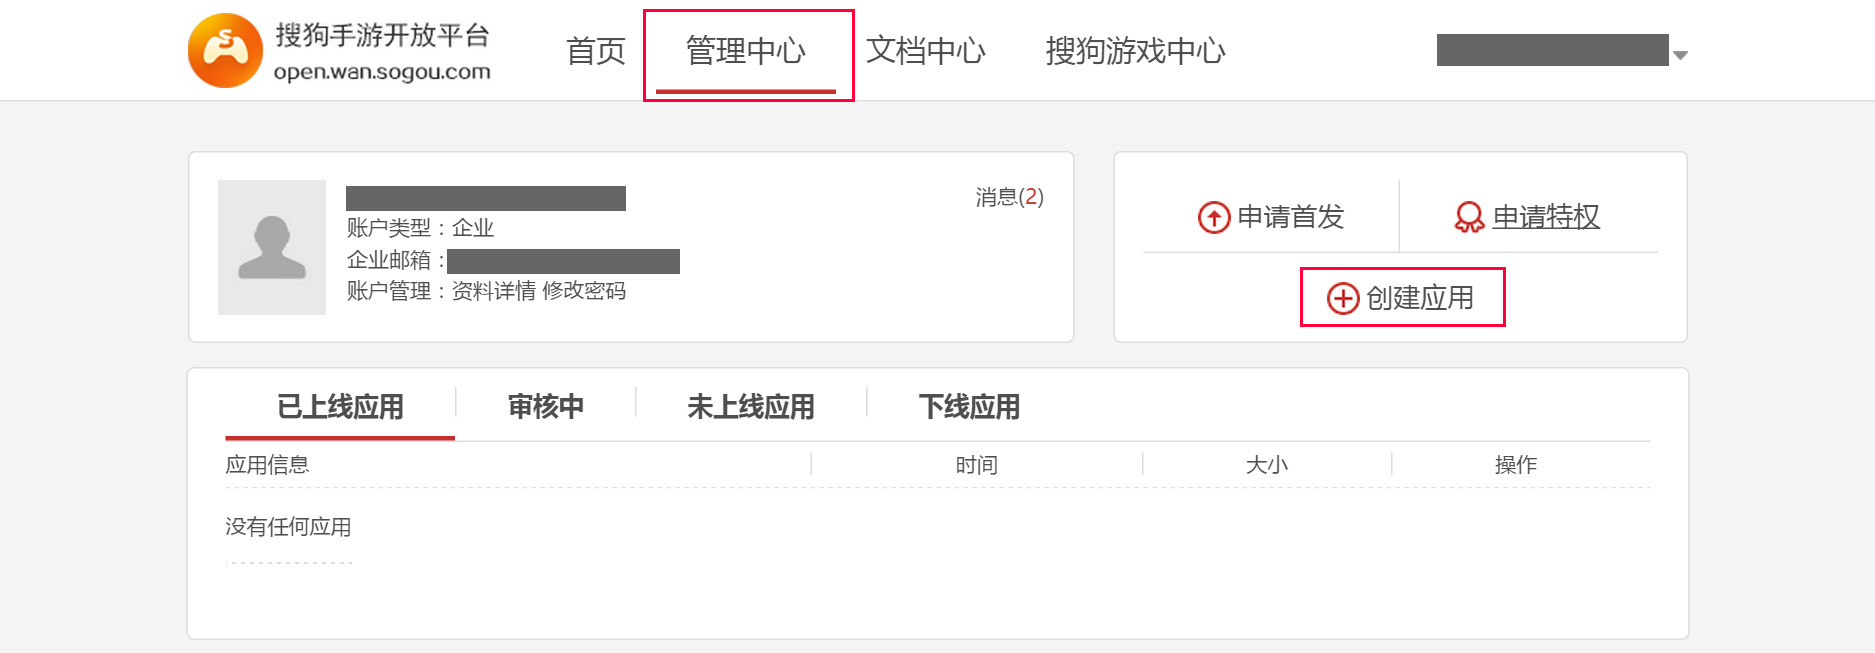 搜狗手游开放平台
open.wan.sogou.com
首页 管理中心 文档中心 搜狗游戏中心
消息(2)
账户类型：企业
企业邮箱：
账户管理：资料详情 修改密码
申请首发 申请特权
创建应用
已上线应用 审核中 未上线应用 下线应用
应用信息 时间 大小 操作
没有任何应用